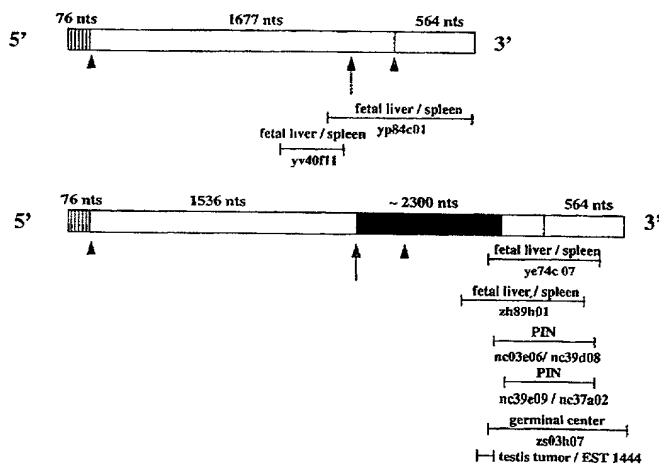 76 nts 1677 nts 564 nts
5' 3'
fetal liver / spleen
yp84c01
fetal liver / spleen
yv40f11
76 nts 1536 nts ~ 2300 nts 564 nts
5' 3'
fetal liver / spleen
ye74c 07
fetal liver / spleen
zh89h01
PIN
nc03e06/ nc39d08
PIN
nc39e09 / nc37a02
germinal center
zs03h07
testis tumor / EST 1444